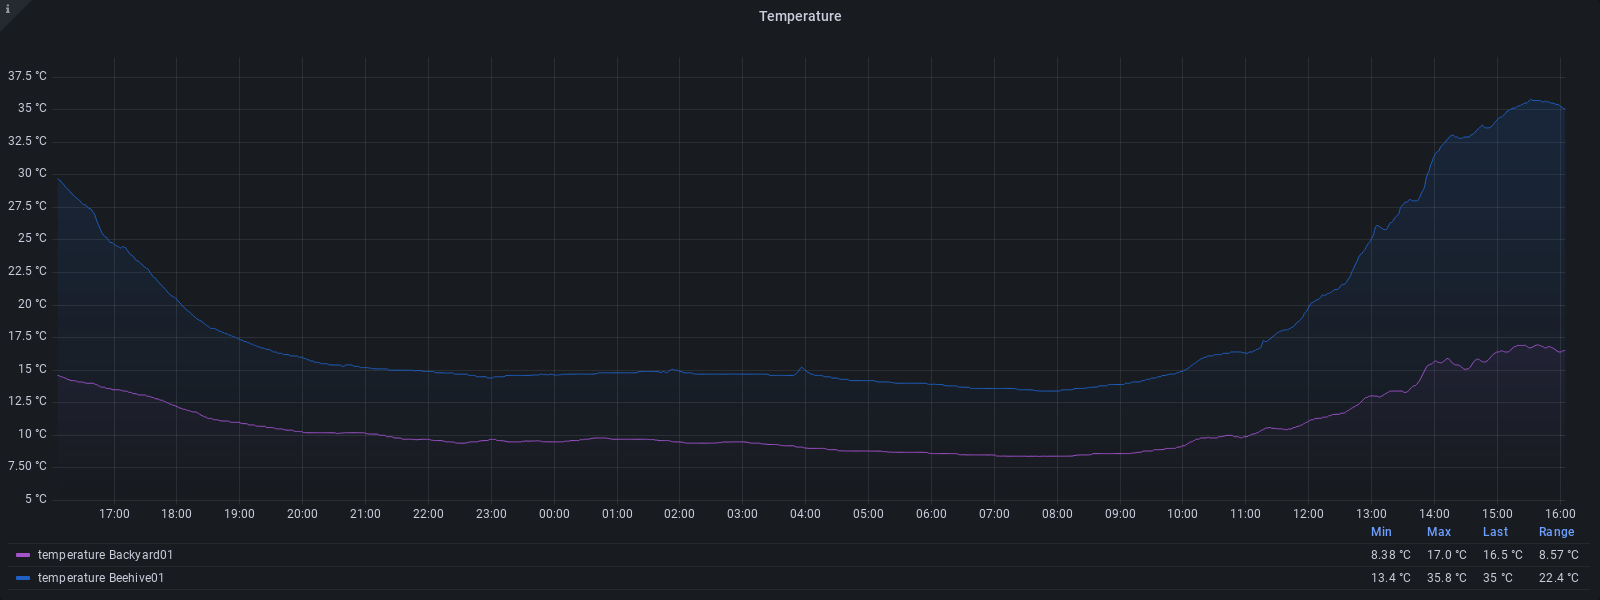 i
Temperature
37.5 °C
35 °C
32.5 °C
30 °C
27.5 °C
25 °C
22.5 °C
20 °C
17.5 °C
15 °C
12.5 °C
10 °C
7.50 °C
5 °C
17:00 18:00 19:00 20:00 21:00 22:00 23:00 00:00 01:00 02:00 03:00 04:00 05:00 06:00 07:00 08:00 09:00 10:00 11:00 12:00 13:00 14:00 15:00 16:00
Min Max Last Range
temperature Backyard01 8.38 °C 17.0 °C 16.5 °C 8.57 °C
temperature Beehive01 13.4 °C 35.8 °C 35 °C 22.4 °C